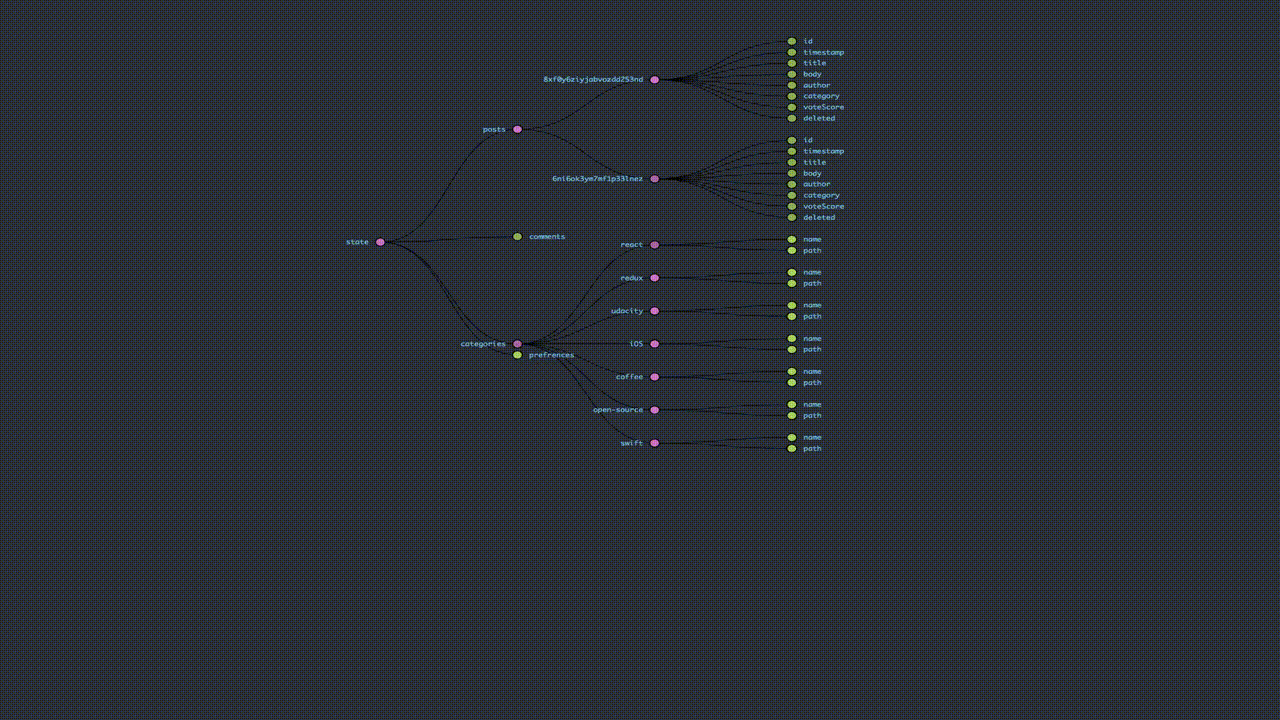 state
posts
8xf0y6ziyjabvozdd253nd
id
timestamp
title
body
author
category
voteScore
deleted
6ni6ok3ym7mf1p33lnez
id
timestamp
title
body
author
category
voteScore
deleted
comments
categories
react
name
path
redux
name
path
udacity
name
path
iOS
name
path
coffee
name
path
open-source
name
path
swift
name
path
prefrences